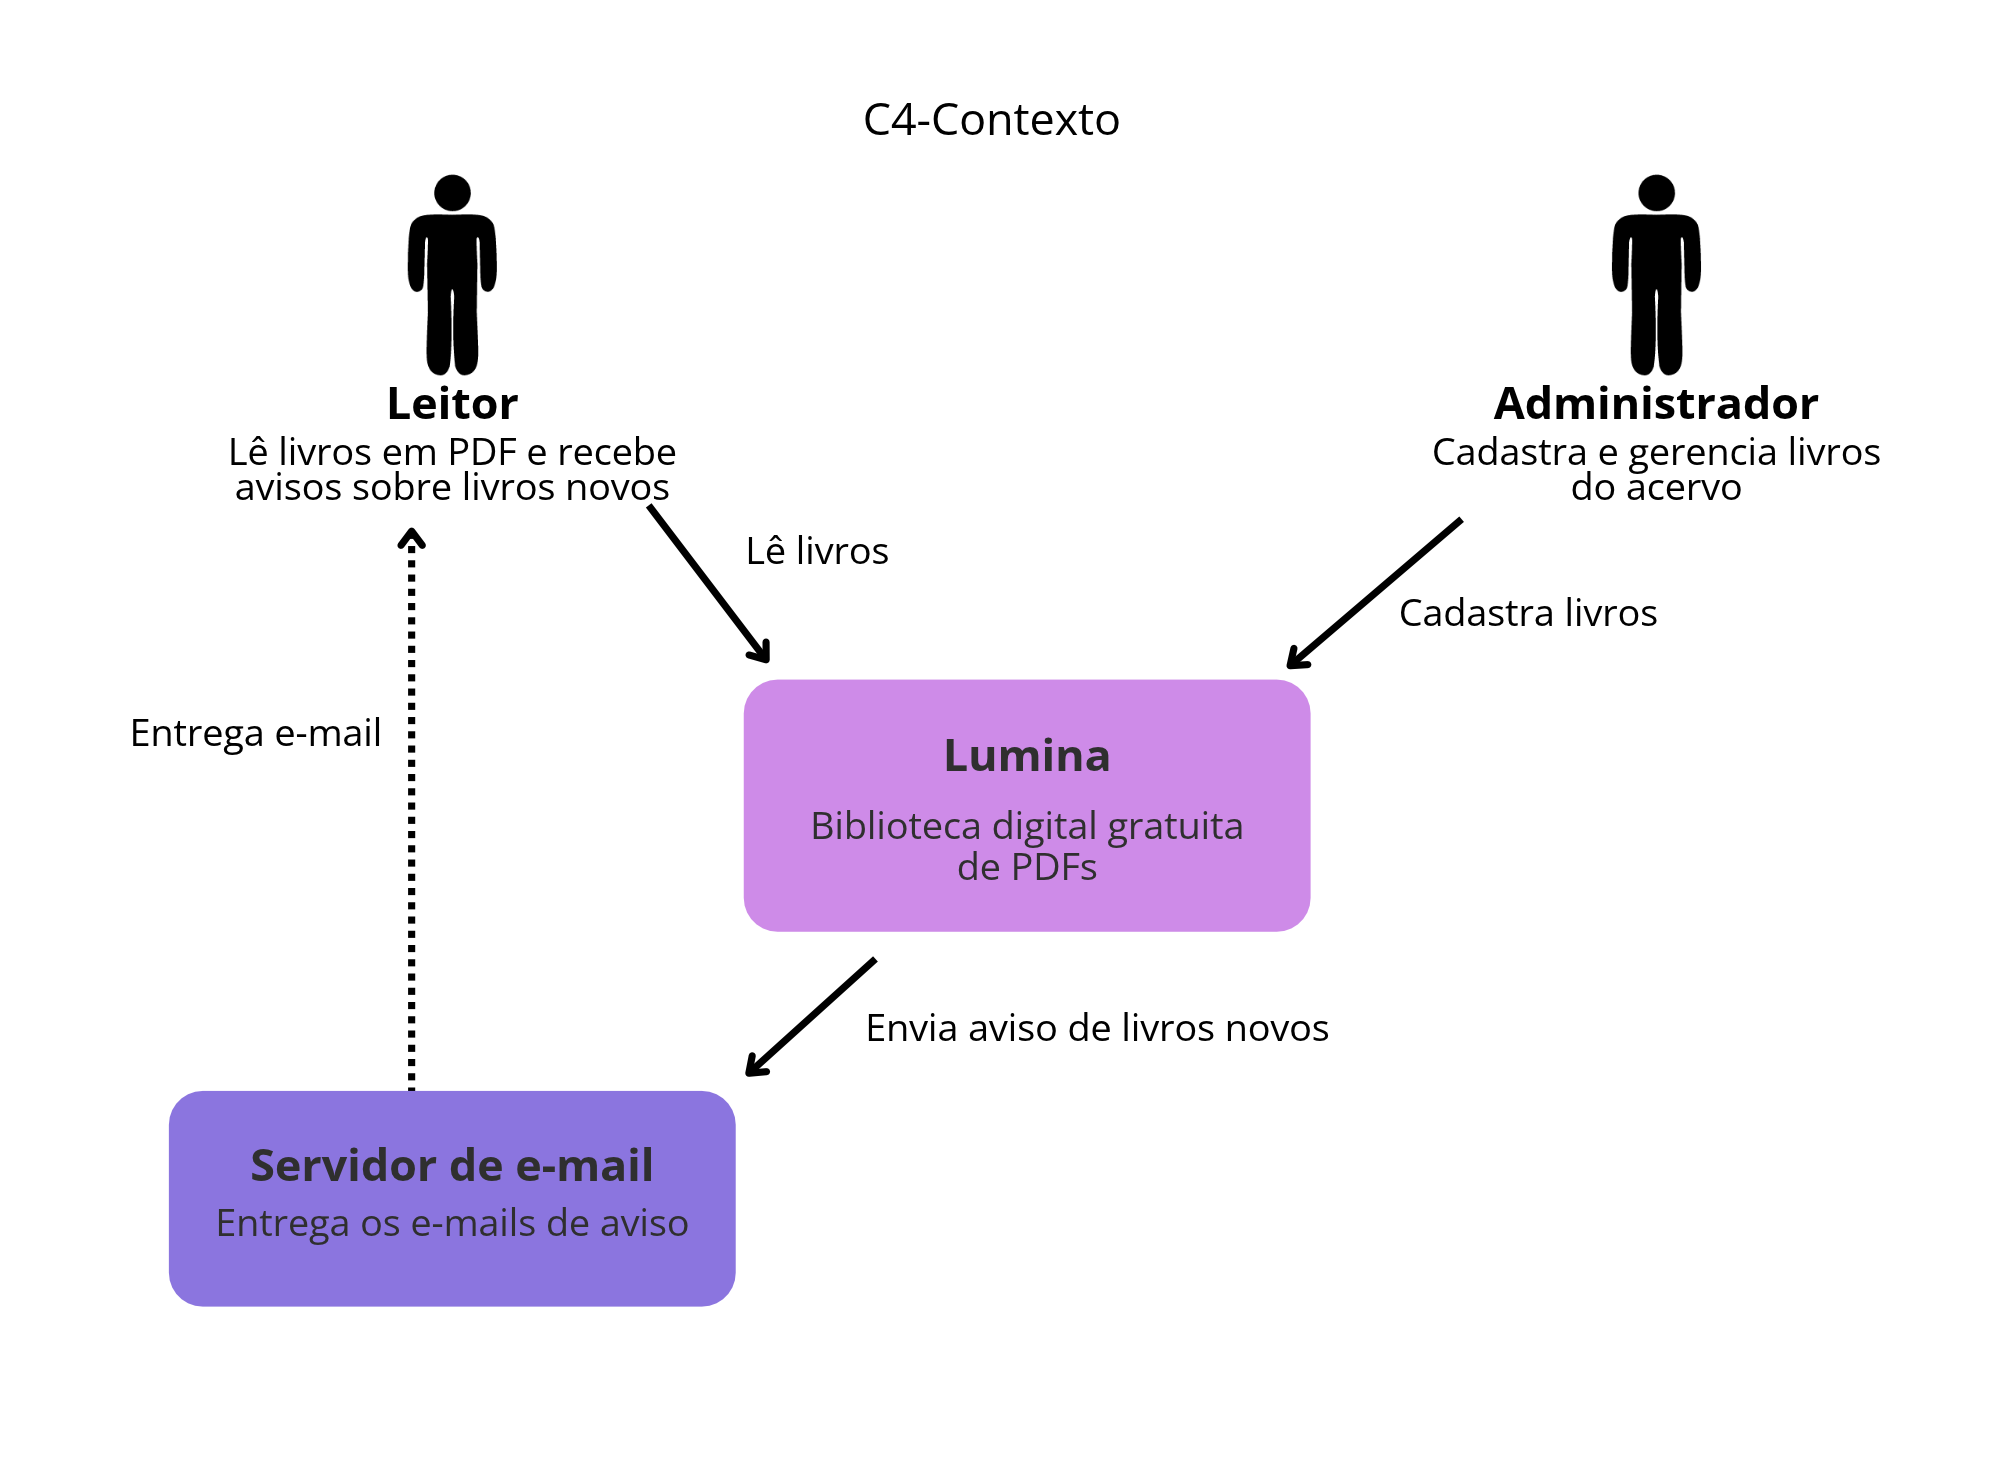 C4-Contexto
Leitor
Lê livros em PDF e recebe
avisos sobre livros novos
Administrador
Cadastra e gerencia livros
do acervo
Lê livros
Cadastra livros
Entrega e-mail
Lumina
Biblioteca digital gratuita
de PDFs
Envia aviso de livros novos
Servidor de e-mail
Entrega os e-mails de aviso